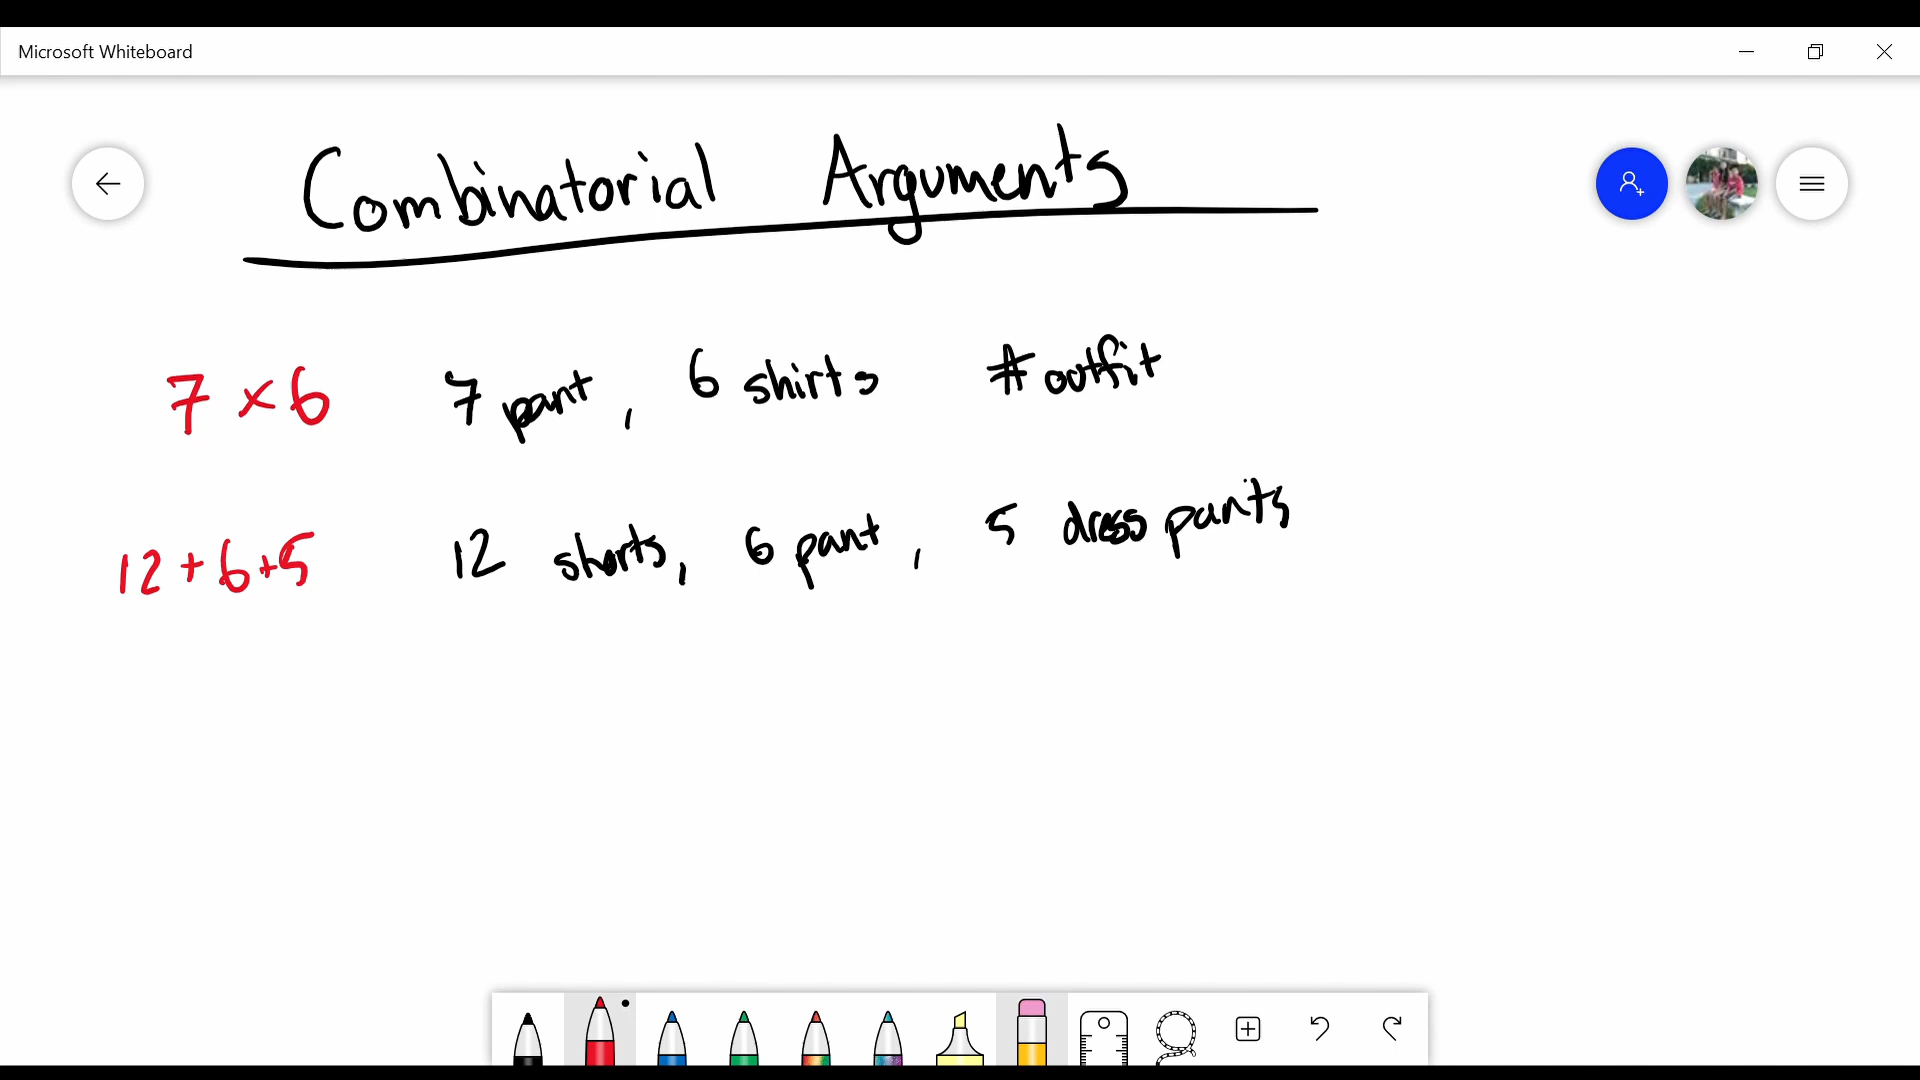 Microsoft Whiteboard
Combinatorial Arguments
7 × 6 7 pant, 6 shirts # outfit
12 + 6 + 5 12 shorts, 6 pant, 5 dress pants